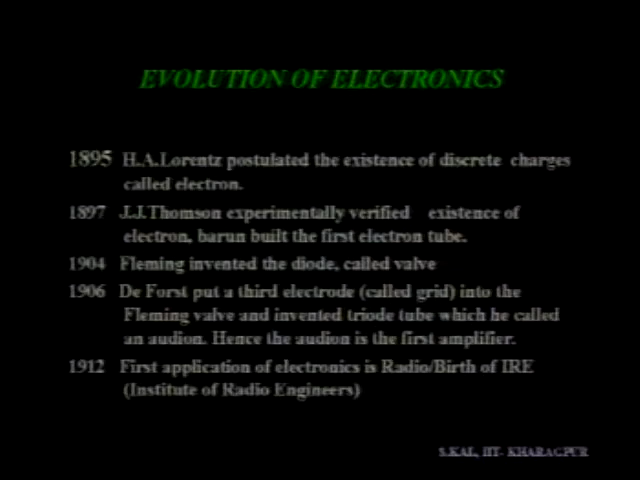 EVOLUTION OF ELECTRONICS
1895 H.A.Lorentz postulated the existence of discrete charges
called electron.
1897 J.J.Thomson experimentally verified existence of
electron, barun built the first electron tube.
1904 Fleming invented the diode, called valve
1906 De Forst put a third electrode (called grid) into the
Fleming valve and invented triode tube which he called
an audion. Hence the audion is the first amplifier.
1912 First application of electronics is Radio/Birth of IRE
(Institute of Radio Engineers)
S.KAL, IIT- KHARAGPUR